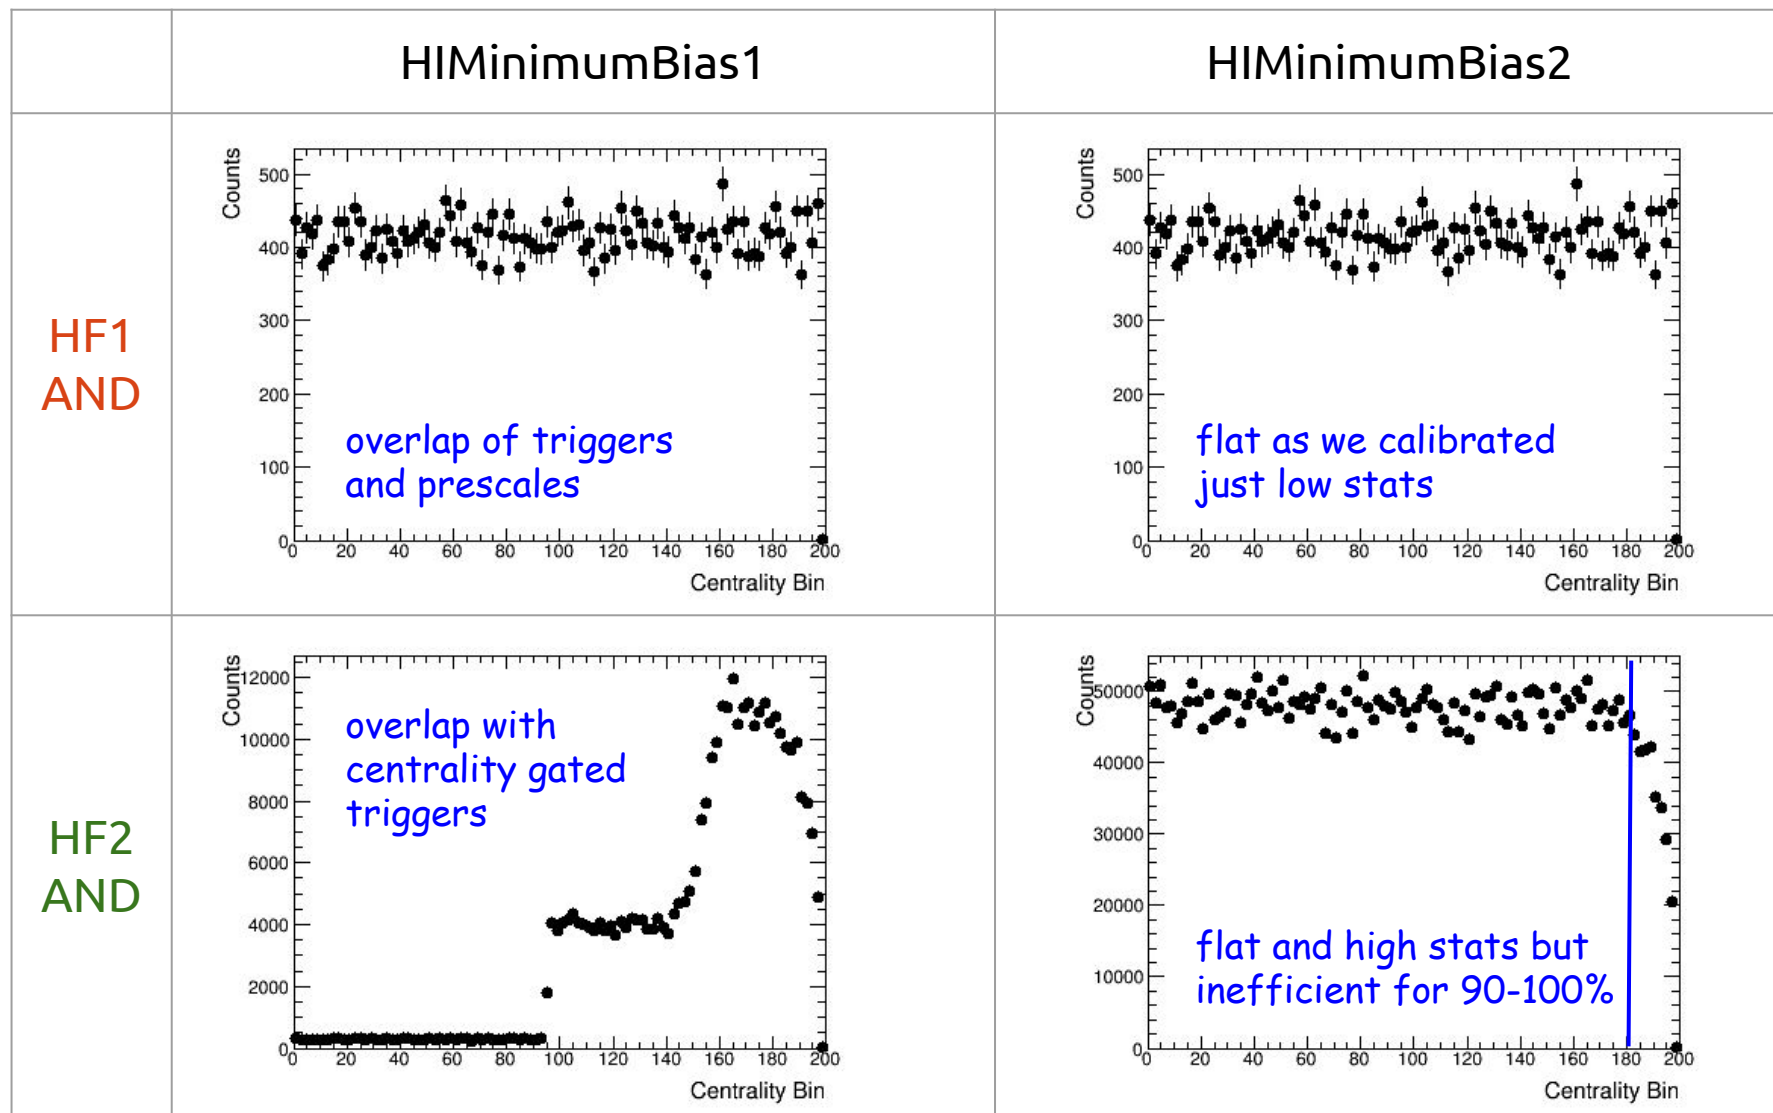 HIMinimumBias1
HIMinimumBias2
HF1
AND
Counts
500
400
300
200
100
0
0 20 40 60 80 100 120 140 160 180 200
Centrality Bin
overlap of triggers
and prescales
Counts
500
400
300
200
100
0
0 20 40 60 80 100 120 140 160 180 200
Centrality Bin
flat as we calibrated
just low stats
HF2
AND
Counts
12000
10000
8000
6000
4000
2000
0
0 20 40 60 80 100 120 140 160 180 200
Centrality Bin
overlap with
centrality gated
triggers
Counts
50000
40000
30000
20000
10000
0
0 20 40 60 80 100 120 140 160 180 200
Centrality Bin
flat and high stats but
inefficient for 90-100%